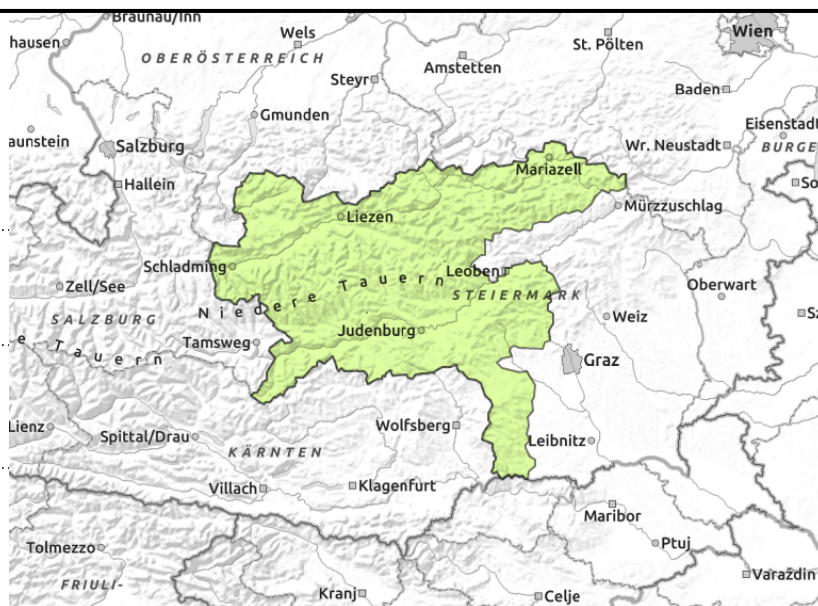 Braunau/Inn
hausen
Wels
Wien
St. Pölten
OBERÖSTERREICH
Amstetten
Steyr
Baden
Gmunden
Eisenstadt
aunstein
Salzburg
Wr. Neustadt
BURGE
Mariazell
Hallein
So
Mürzzuschlag
Liezen
Schladming
Leoben
Zell/See
Niedere Tauern
STEIERMARK
Oberwart
SALZBURG
Weiz
Sz
Tamsweg
Judenburg
e Tauern
Graz
Lienz
Wolfsberg
Spittal/Drau
Leibnitz
KÄRNTEN
Villach
Klagenfurt
Maribor
Tolmezzo
Ptuj
Varaždin
FRIULI-
Kranj
Celje